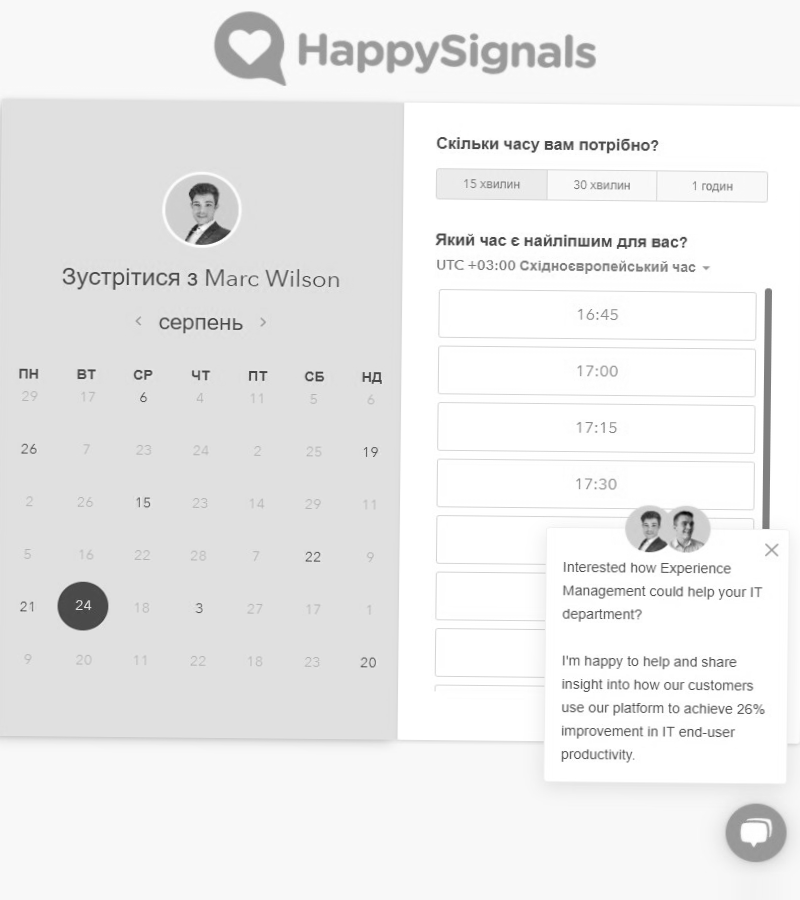 HappySignals
Зустрітися з Marc Wilson
серпень
ПН ВТ СР ЧТ ПТ СБ НД
29 17 6 4 11 5 6
26 7 23 24 2 25 19
2 26 15 23 14 29 11
5 16 22 28 7 22 9
21 24 18 3 27 17 1
9 20 11 22 18 23 20
Скільки часу вам потрібно?
15 хвилин 30 хвилин 1 годин
Який час є найліпшим для вас?
UTC +03:00 Східноєвропейський час
16:45
17:00
17:15
17:30
Interested how Experience
Management could help your IT
department?
I'm happy to help and share
insight into how our customers
use our platform to achieve 26%
improvement in IT end-user
productivity.